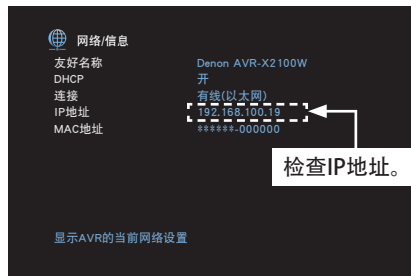 网络/信息
友好名称 Denon AVR-X2100W
DHCP 开
连接 有线(以太网)
IP地址 192.168.100.19
MAC地址 ******-000000
检查IP地址。
显示AVR的当前网络设置